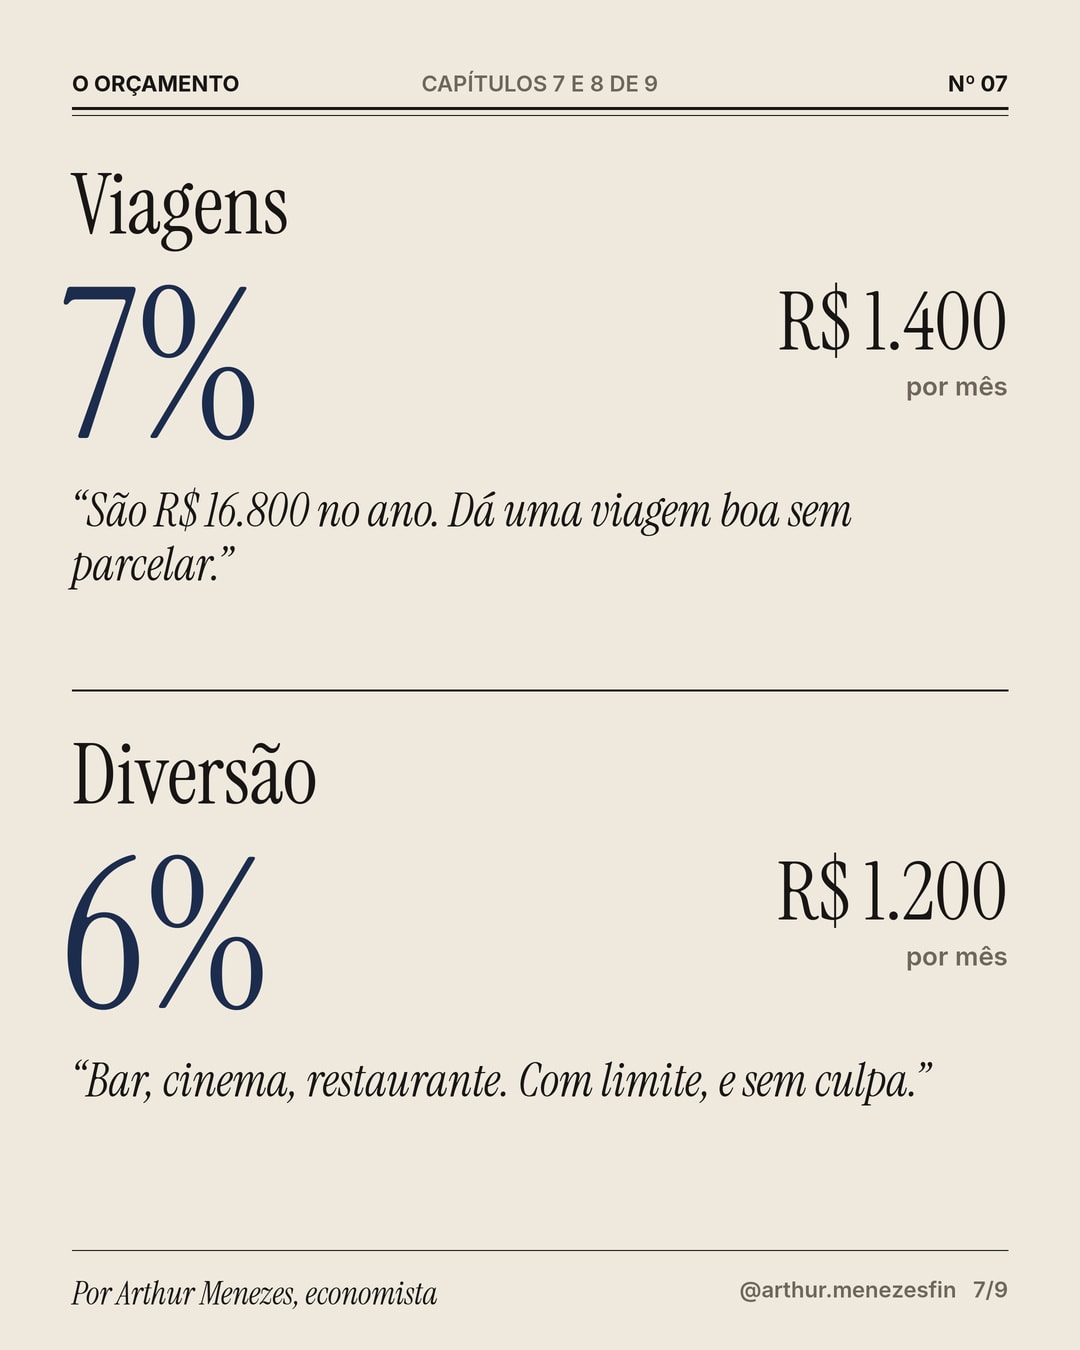 O ORÇAMENTO
CAPÍTULOS 7 E 8 DE 9
Nº 07
Viagens
7%
R$ 1.400
por mês
“São R$ 16.800 no ano. Dá uma viagem boa sem
parcelar.”
Diversão
6%
R$ 1.200
por mês
“Bar, cinema, restaurante. Com limite, e sem culpa.”
Por Arthur Menezes, economista
@arthur.menezesfin 7/9